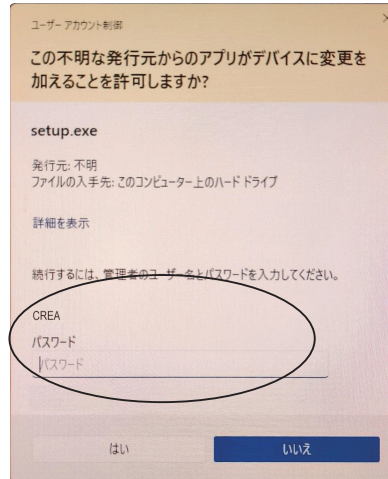 ユーザー アカウント制御
この不明な発行元からのアプリがデバイスに変更を
加えることを許可しますか?
setup.exe
発行元: 不明
ファイルの入手先: このコンピューター上のハード ドライブ
詳細を表示
続行するには、管理者のユーザー名とパスワードを入力してください。
CREA
パスワード
パスワード
はい
いいえ